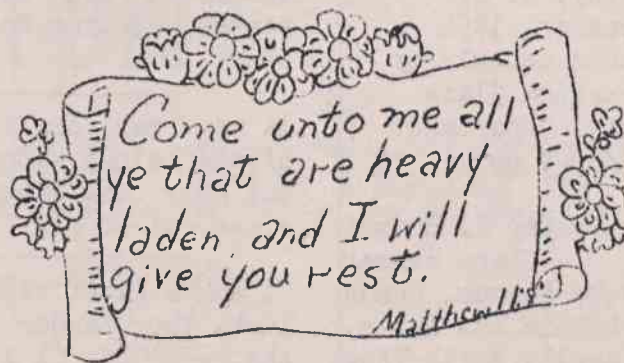 Come unto me all
ye that are heavy
laden, and I will
give you rest.
Matthew